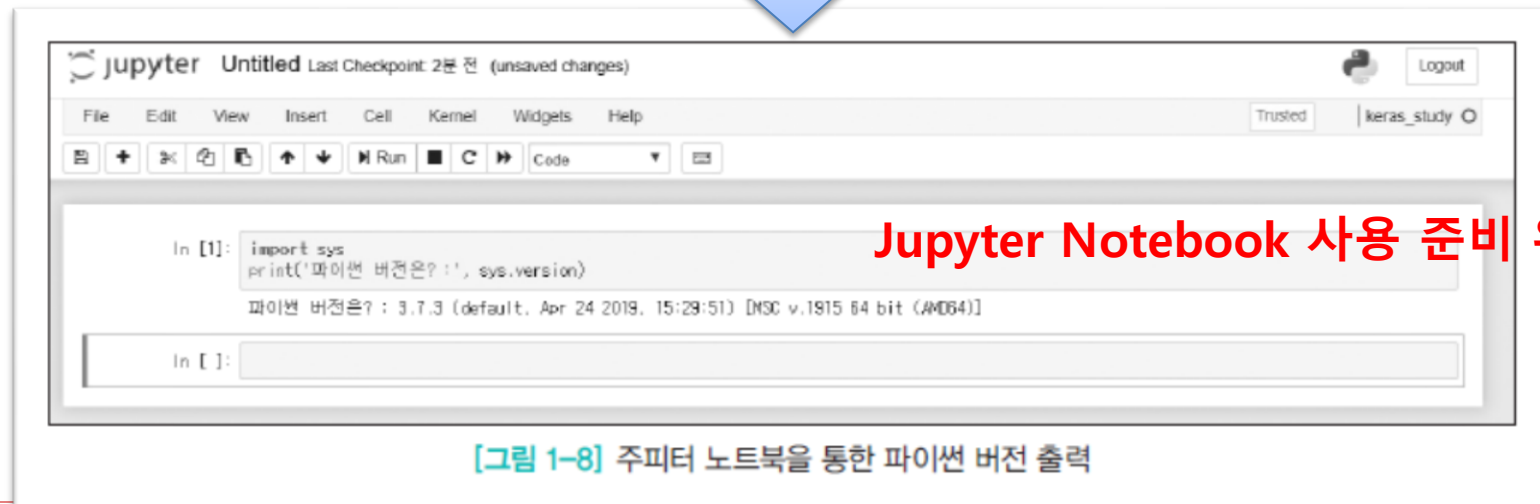 jupyter Untitled Last Checkpoint: 2분 전 (unsaved changes) Logout
File Edit View Insert Cell Kernel Widgets Help Trusted keras_study
Run Code
Jupyter Notebook 사용 준비
In [1]: import sys
print('파이썬 버전은? :', sys.version)
파이썬 버전은? : 3.7.3 (default, Apr 24 2019, 15:29:51) [MSC v.1915 64 bit (AMD64)]
In [ ]:
[그림 1-8] 주피터 노트북을 통한 파이썬 버전 출력